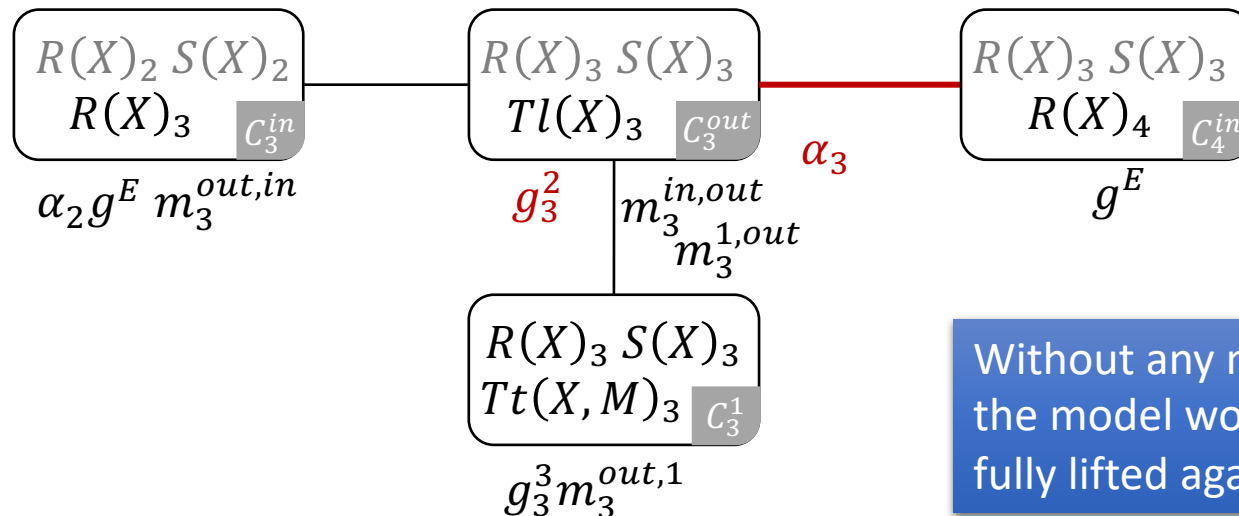 R(X)₂ S(X)₂
R(X)₃
C₃^{in}
α₂g^E m₃^{out,in}
R(X)₃ S(X)₃
Tl(X)₃
C₃^{out}
g₃²
m₃^{in,out}
m₃^{1,out}
α₃
R(X)₃ S(X)₃
R(X)₄
C₄^{in}
g^E
R(X)₃ S(X)₃
Tt(X, M)₃
C₃¹
g₃³m₃^{out,1}
Without any
the model
fully lifted